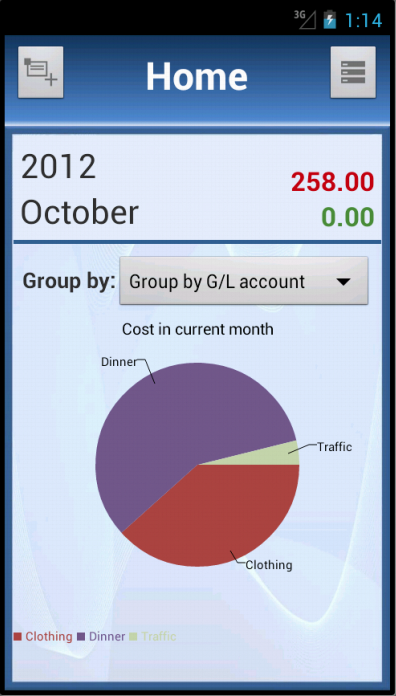 3G 1:14
Home
2012
258.00
October
0.00
Group by: Group by G/L account
Cost in current month
Dinner
Traffic
Clothing
Clothing Dinner Traffic